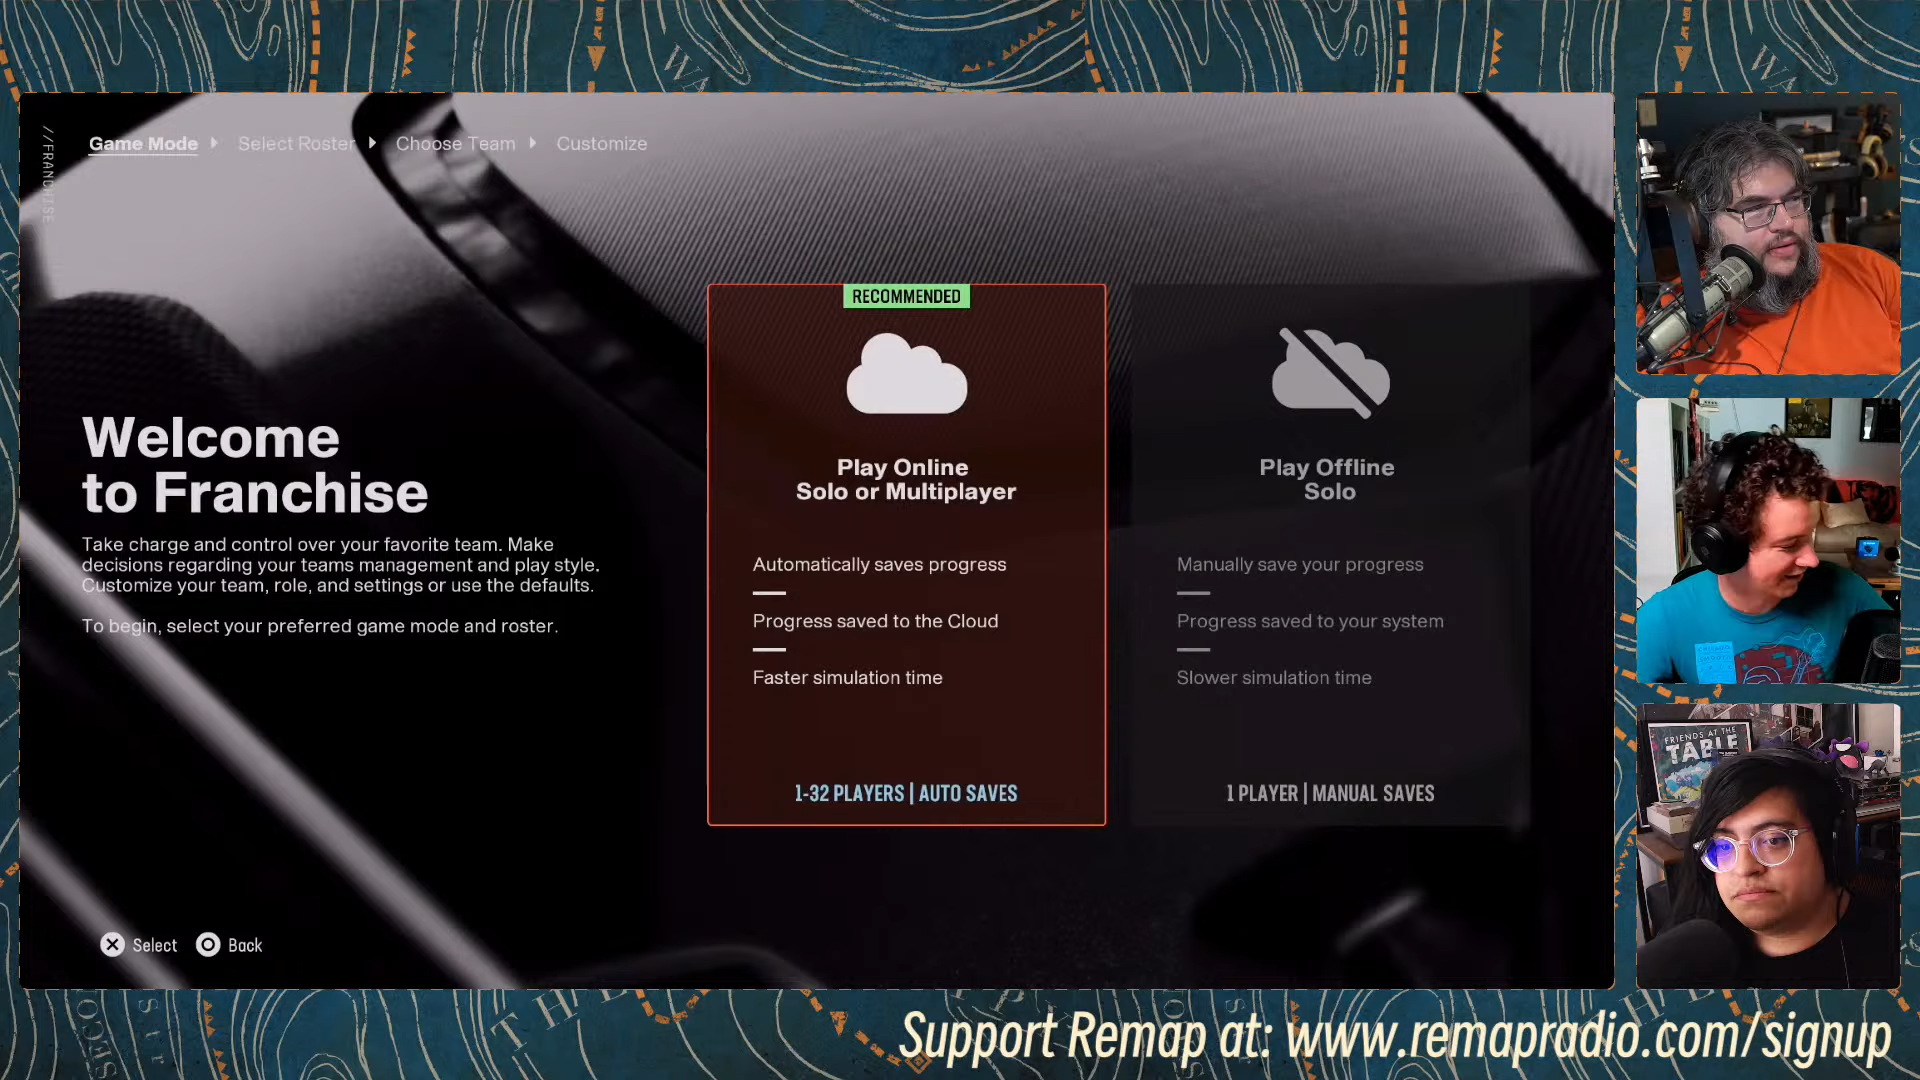 //FRANCHISE
Game Mode
Select Roster
Choose Team
Customize
Welcome
to Franchise
Take charge and control over your favorite team. Make
decisions regarding your teams management and play style.
Customize your team, role, and settings or use the defaults.
To begin, select your preferred game mode and roster.
RECOMMENDED
Play Online
Solo or Multiplayer
Automatically saves progress
Progress saved to the Cloud
Faster simulation time
1-32 PLAYERS | AUTO SAVES
Play Offline
Solo
Manually save your progress
Progress saved to your system
Slower simulation time
1 PLAYER | MANUAL SAVES
Select
Back
FRIENDS AT THE
TABLE
Support Remap at: www.remapradio.com/signup